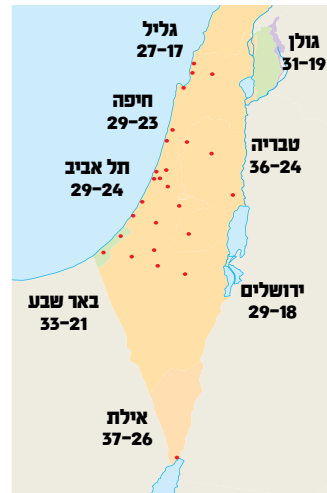 גליל
27-17
גולן
31-19
חיפה
29-23
טבריה
36-24
תל אביב
29-24
ירושלים
29-18
באר שבע
33-21
אילת
37-26